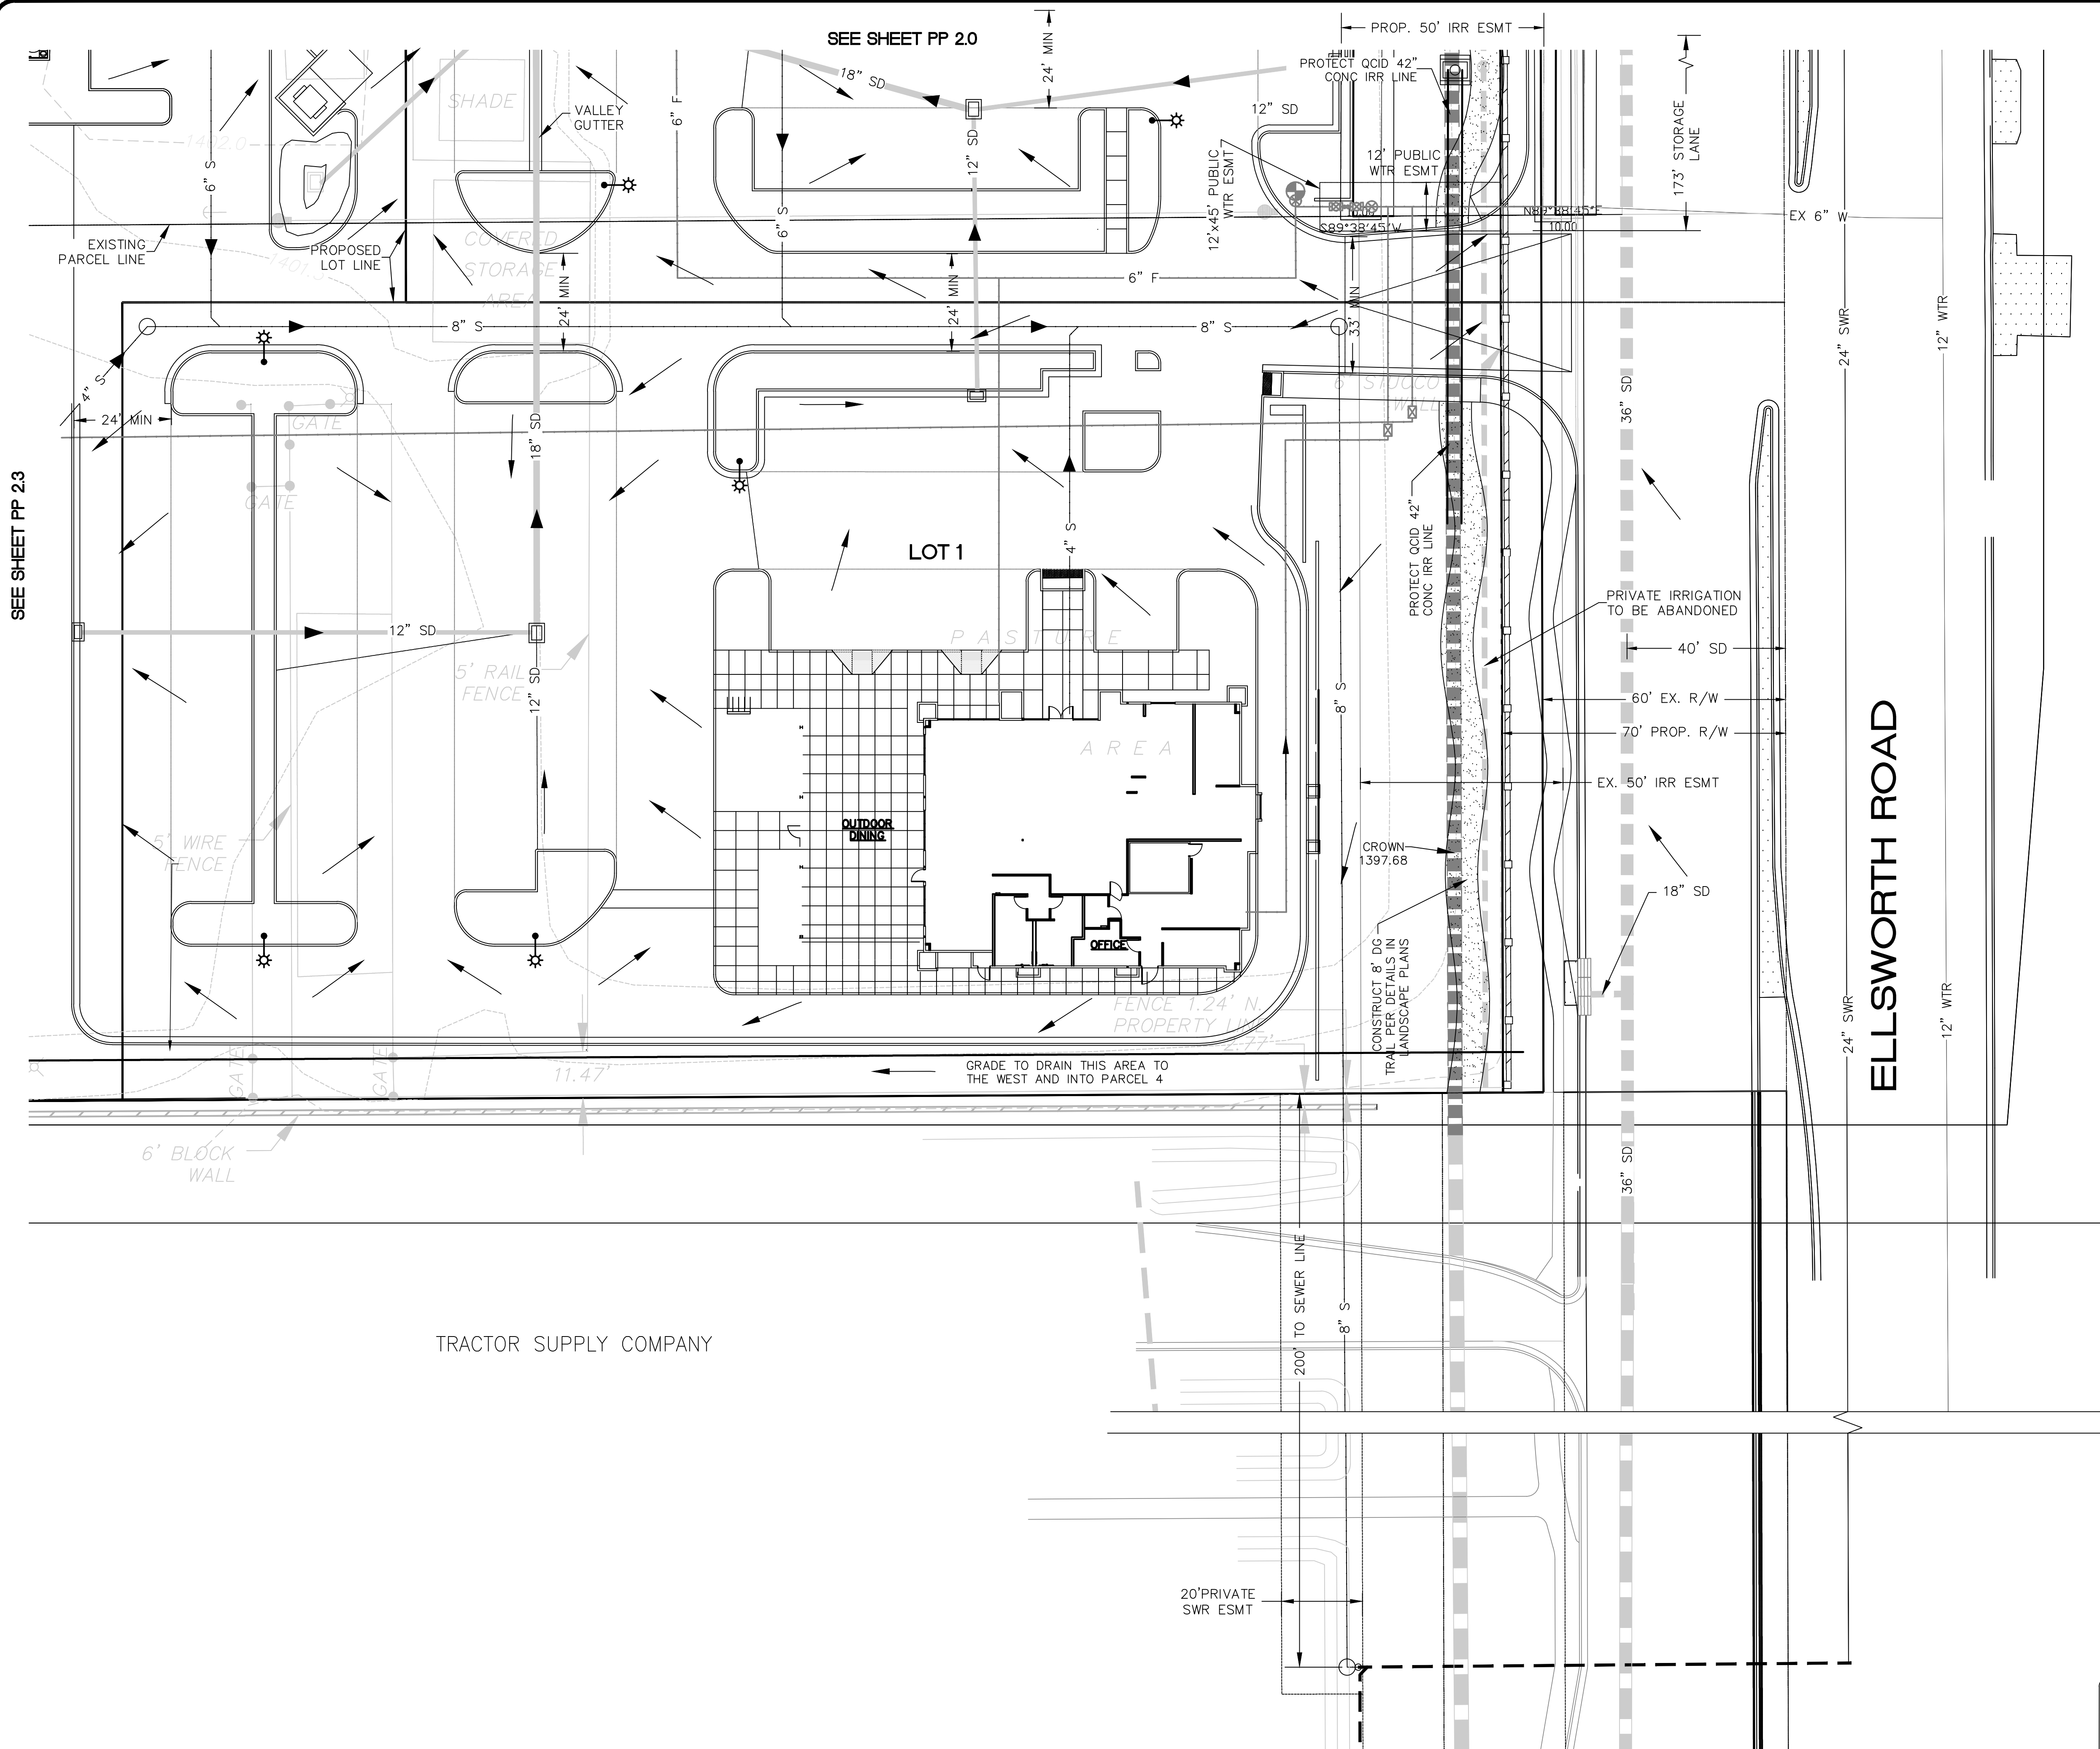 SEE SHEET PP 2.0
24' MIN
PROP. 50' IRR ESMT
PROTECT QCID 42"
CONC IRR LINE
18" SD
SHADE
VALLEY
GUTTER
6" F
12" SD
12" SD
173' STORAGE
LANE
1402.0
6" S
6" S
12'x45' PUBLIC
WTR ESMT
12' PUBLIC
WTR ESMT
S89°38'45"W
10.00
EX 6" W
EXISTING
PARCEL LINE
PROPOSED
LOT LINE
COVERED
STORAGE
AREA
24' MIN
24' MIN
6" F
33' MIN
8" S
8" S
24" SWR
12" WTR
4" S
24' MIN
GATE
GATE
18" SD
6' STUCCO
WALL
36" SD
SEE SHEET PP 2.3
LOT 1
4" S
PROTECT QCID 42"
CONC IRR LINE
PRIVATE IRRIGATION
TO BE ABANDONED
12" SD
PASTURE
AREA
40' SD
5' RAIL
FENCE
12" SD
8" S
60' EX. R/W
70' PROP. R/W
EX. 50' IRR ESMT
ELLSWORTH ROAD
5' WIRE
FENCE
OUTDOOR
DINING
CROWN
1397.68
18" SD
OFFICE
CONSTRUCT 8' DG
TRAIL PER DETAILS IN
LANDSCAPE PLANS
FENCE 1.24' N.
PROPERTY LINE
2.77'
24" SWR
12" WTR
GATE
GATE
11.47'
GRADE TO DRAIN THIS AREA TO
THE WEST AND INTO PARCEL 4
6' BLOCK
WALL
36" SD
200' TO SEWER LINE
8" S
TRACTOR SUPPLY COMPANY
20'PRIVATE
SWR ESMT